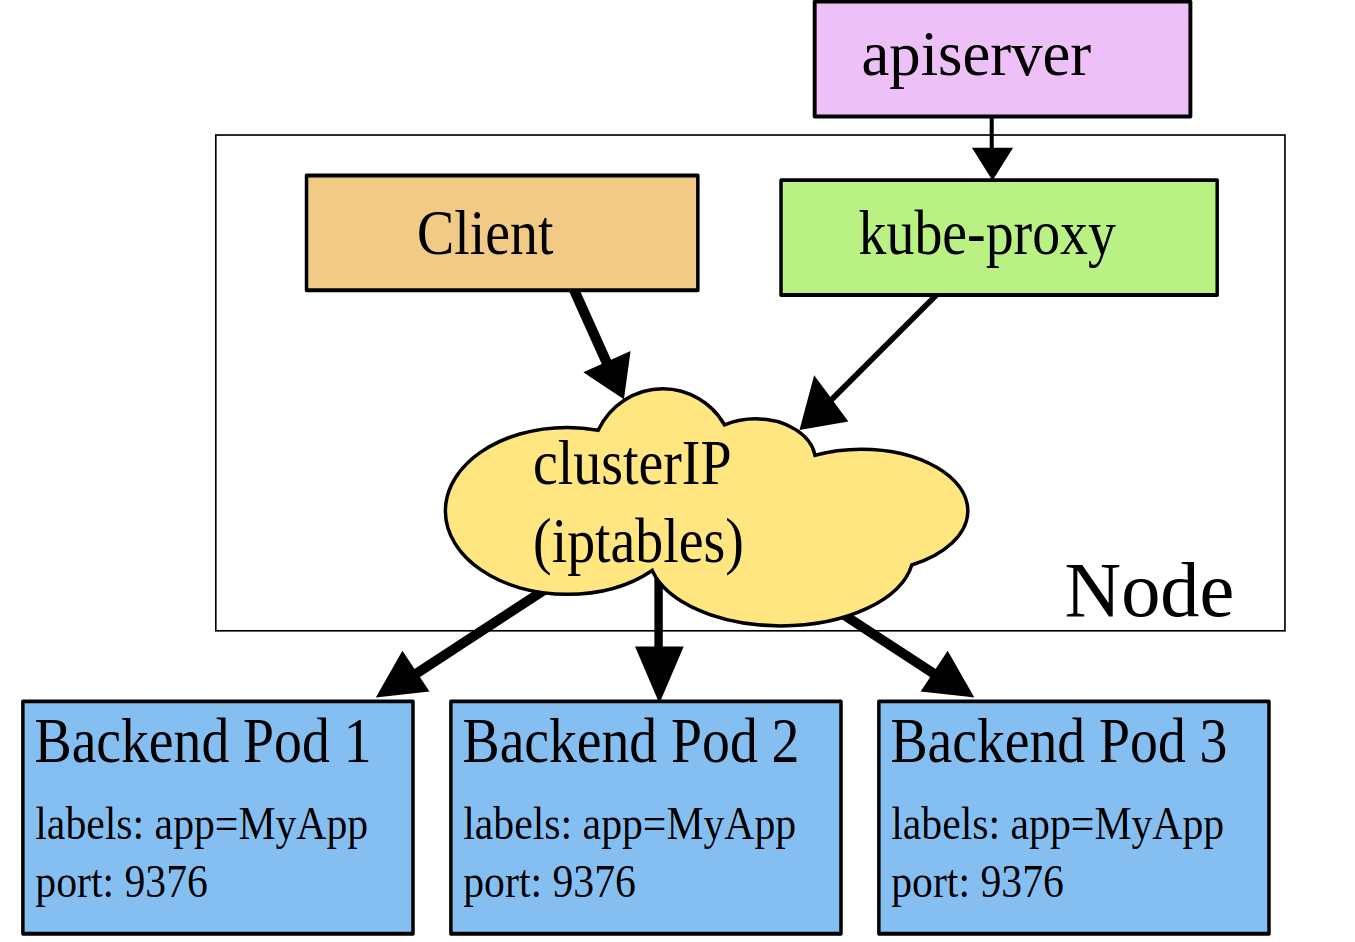 apiserver
Client
kube-proxy
clusterIP
(iptables)
Node
Backend Pod 1
labels: app=MyApp
port: 9376
Backend Pod 2
labels: app=MyApp
port: 9376
Backend Pod 3
labels: app=MyApp
port: 9376